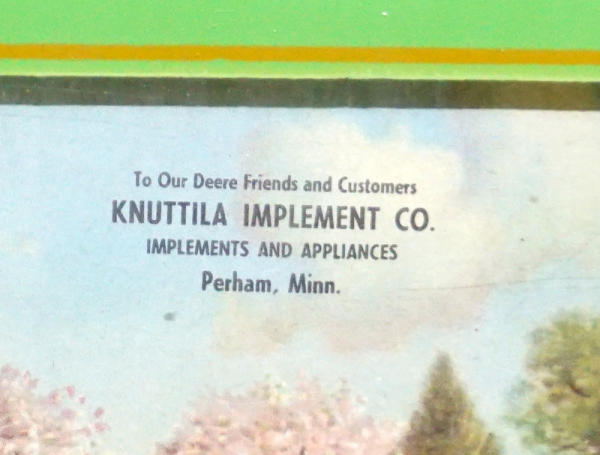 To Our Deere Friends and Customers
KNUTTILA IMPLEMENT CO.
IMPLEMENTS AND APPLIANCES
Perham, Minn.